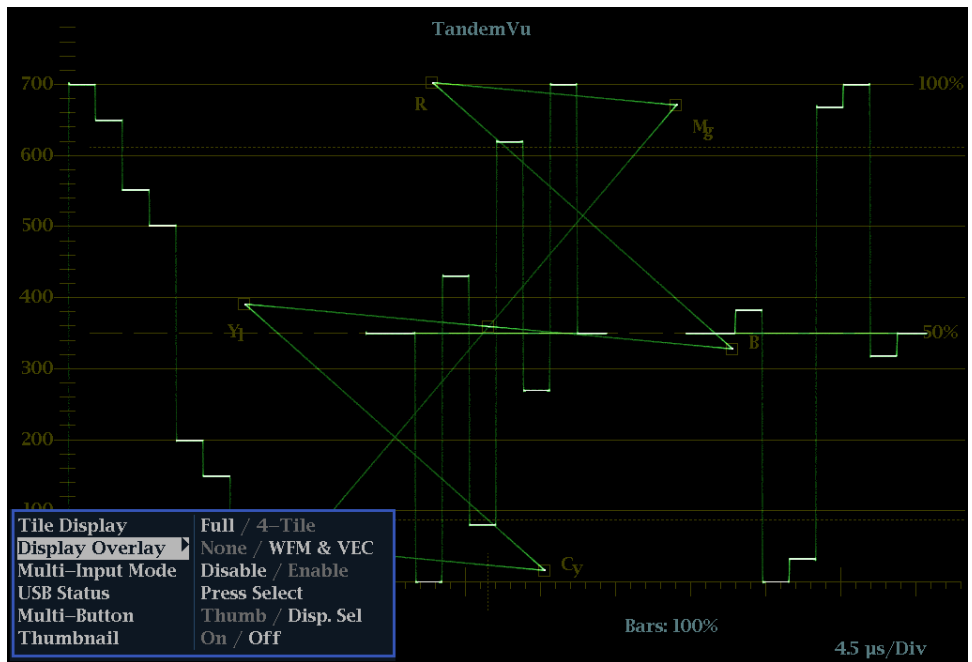 TandemVu
700
100%
R
Mg
600
500
400
Yl
B
50%
300
200
100
Cy
Tile Display Full / 4-Tile
Display Overlay None / WFM & VEC
Multi-Input Mode Disable / Enable
USB Status Press Select
Multi-Button Thumb / Disp. Sel
Thumbnail On / Off
Bars: 100%
4.5 µs/Div